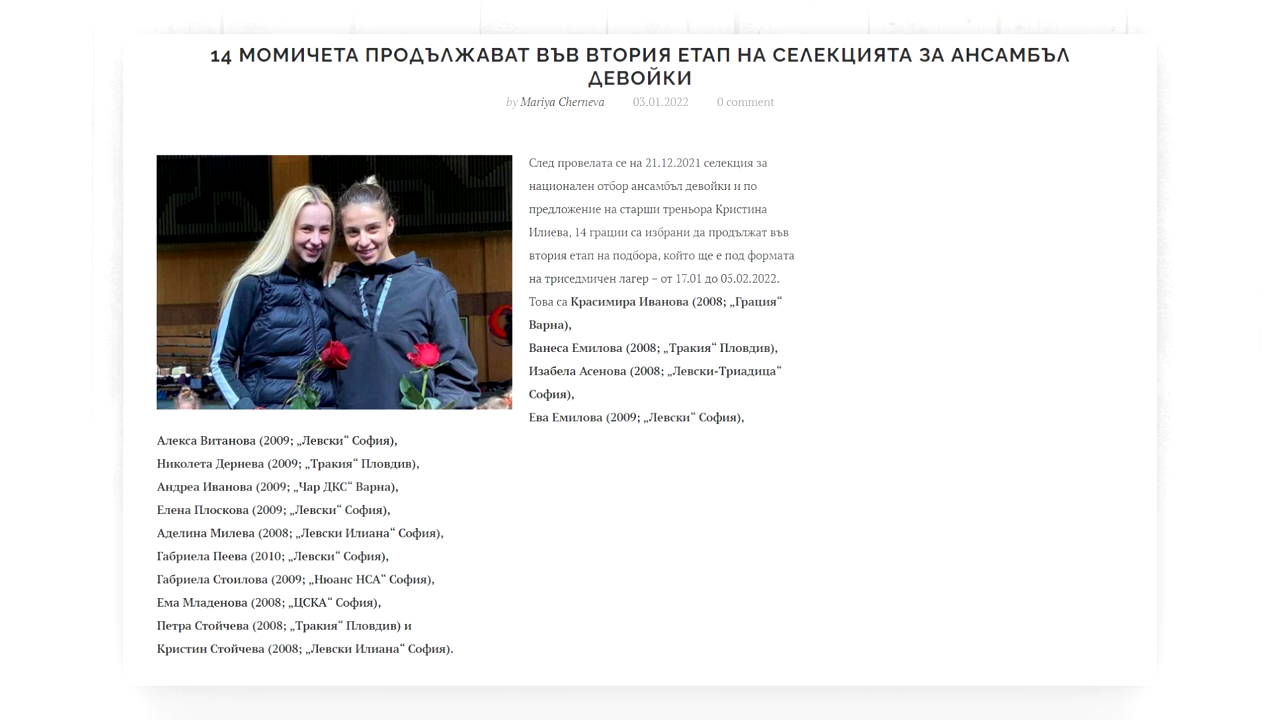 14 МОМИЧЕТА ПРОДЪЛЖАВАТ ВЪВ ВТОРИЯ ЕТАП НА СЕЛЕКЦИЯТА ЗА АНСАМБЪЛ
ДЕВОЙКИ
by Mariya Cherneva 03.01.2022 0 comment
След провелата се на 21.12.2021 селекция за
национален отбор ансамбъл девойки и по
предложение на старши треньора Кристина
Илиева, 14 грации са избрани да продължат във
втория етап на подбора, който ще е под формата
на триседмичен лагер – от 17.01 до 05.02.2022.
Това са Красимира Иванова (2008; „Грация“
Варна),
Ванеса Емилова (2008; „Тракия“ Пловдив),
Изабела Асенова (2008; „Левски-Триадица“
София),
Ева Емилова (2009; „Левски“ София),
Алекса Витанова (2009; „Левски“ София),
Николета Дернева (2009; „Тракия“ Пловдив),
Андреа Иванова (2009; „Чар ДКС“ Варна),
Елена Плоскова (2009; „Левски“ София),
Аделина Милева (2008; „Левски Илиана“ София),
Габриела Пеева (2010; „Левски“ София),
Габриела Стоилова (2009; „Нюанс НСА“ София),
Ема Младенова (2008; „ЦСКА“ София),
Петра Стойчева (2008; „Тракия“ Пловдив) и
Кристин Стойчева (2008; „Левски Илиана“ София).